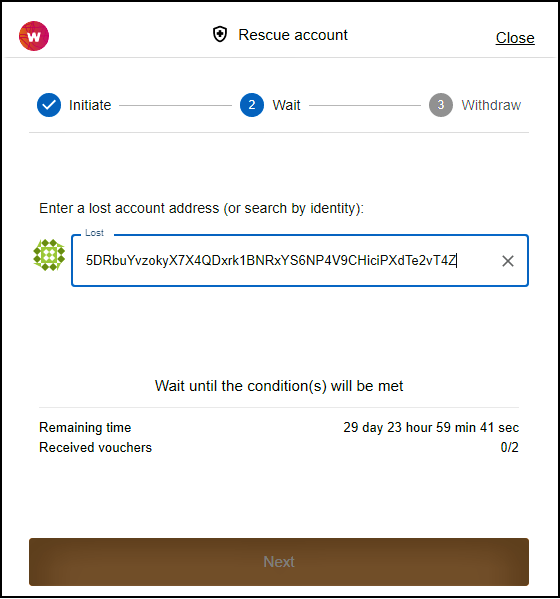 w
Rescue account
Close
Initiate
2 Wait
3 Withdraw
Enter a lost account address (or search by identity):
Lost
5DRbuYvzokyX7X4QDxrk1BNRxYS6NP4V9CHiciPXdTe2vT4Z
Wait until the condition(s) will be met
Remaining time 29 day 23 hour 59 min 41 sec
Received vouchers 0/2
Next